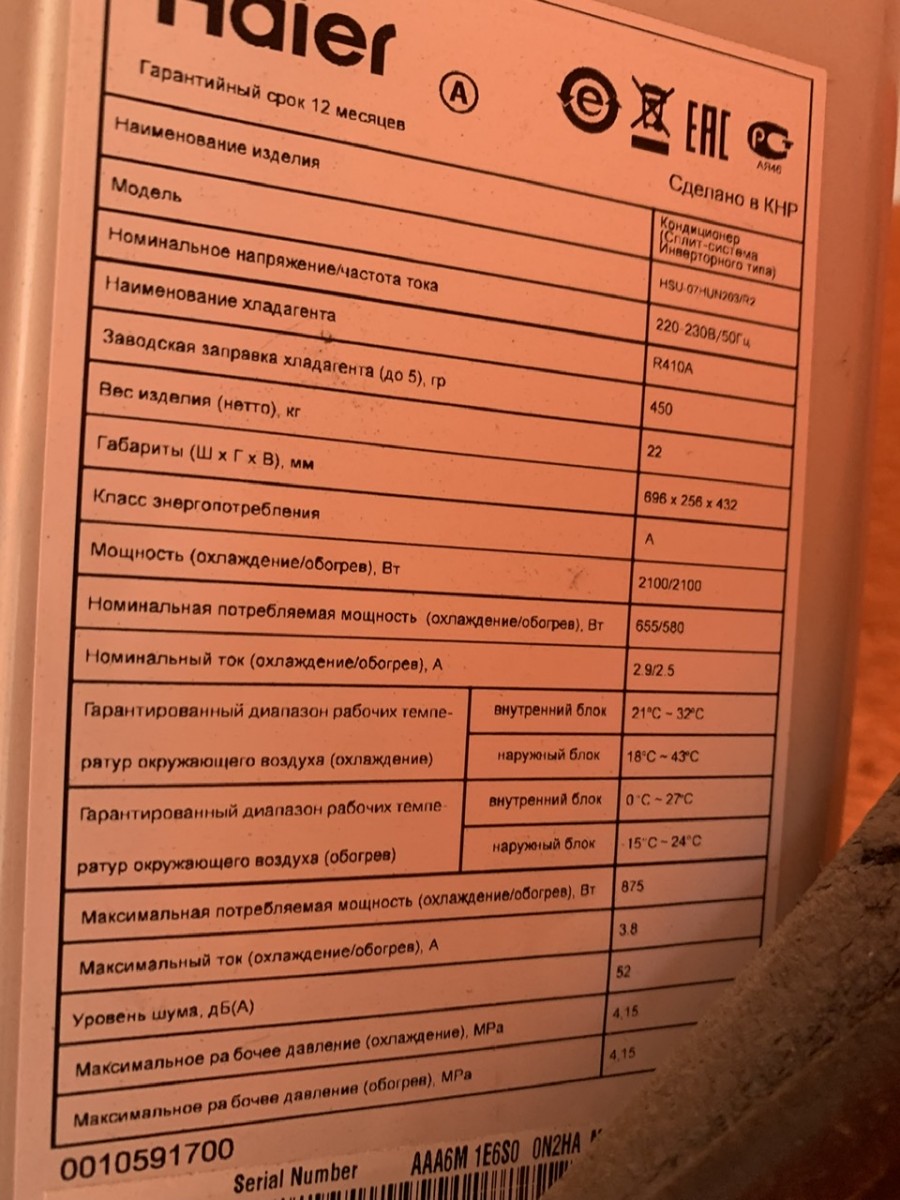 Haier
Гарантийный срок 12 месяцев
A
e
EAC
РС
АЯ46
Сделано в КНР
Наименование изделия
Кондиционер
(Сплит-система
Инверторного типа)
Модель
HSU-07HUN203/R2
Номинальное напряжение/частота тока
220-230В/50Гц
Наименование хладагента
R410A
Заводская заправка хладагента (до 5), гр
450
Вес изделия (нетто), кг
22
Габариты (Ш х Г х В), мм
696 x 256 x 432
Класс энергопотребления
A
Мощность (охлаждение/обогрев), Вт
2100/2100
Номинальная потребляемая мощность (охлаждение/обогрев), Вт
655/580
Номинальный ток (охлаждение/обогрев), А
2.9/2.5
Гарантированный диапазон рабочих темпе-
ратур окружающего воздуха (охлаждение)
внутренний блок
21°C ~ 32°C
наружный блок
18°C ~ 43°C
Гарантированный диапазон рабочих темпе-
ратур окружающего воздуха (обогрев)
внутренний блок
0°C ~ 27°C
наружный блок
-15°C ~ 24°C
Максимальная потребляемая мощность (охлаждение/обогрев), Вт
875
Максимальный ток (охлаждение/обогрев), А
3.8
Уровень шума, дБ(А)
52
Максимальное ра бочее давление (охлаждение), МРа
4,15
Максимальное ра бочее давление (обогрев), МРа
4,15
0010591700
Serial Number
AAA6M 1E6S0 0N2HA